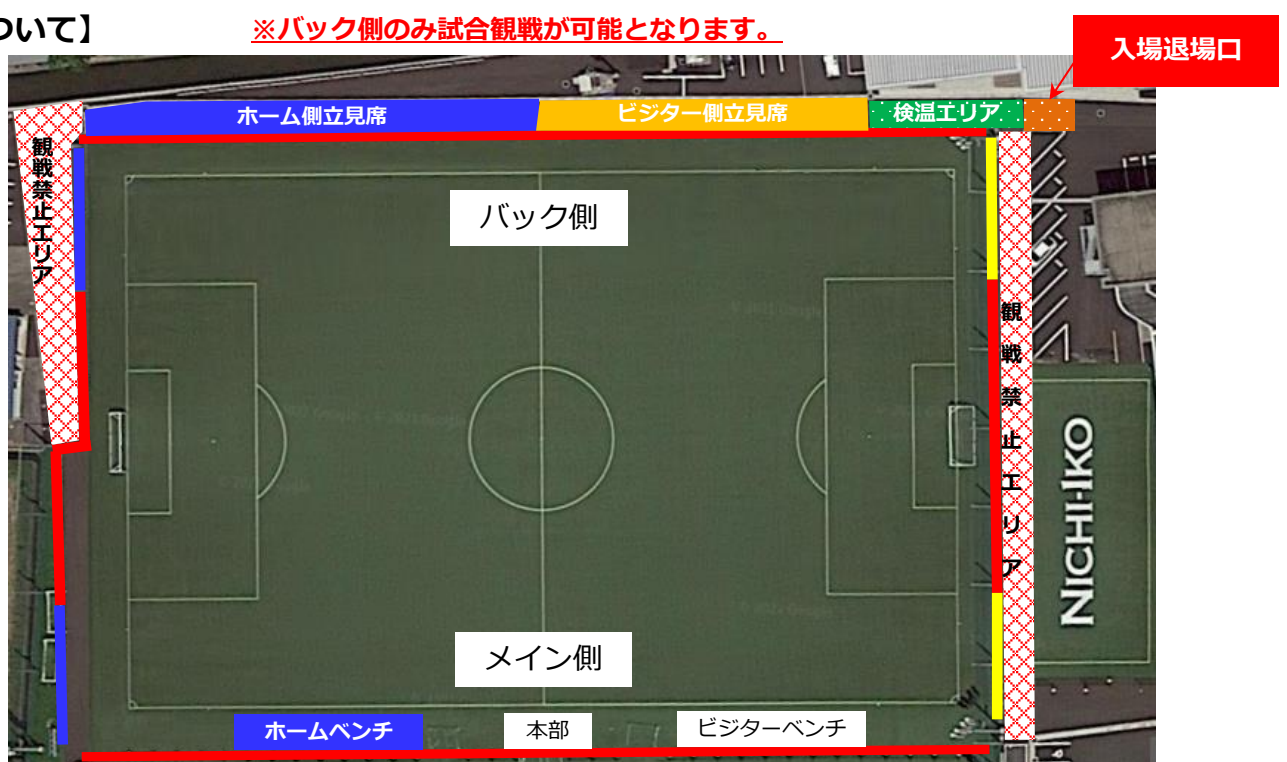 ついて】
※バック側のみ試合観戦が可能となります。
入場退場口
ホーム側立見席
ビジター側立見席
検温エリア
観戦禁止エリア
バック側
観戦禁止エリア
NICHI-IKO
メイン側
ホームベンチ
本部
ビジターベンチ